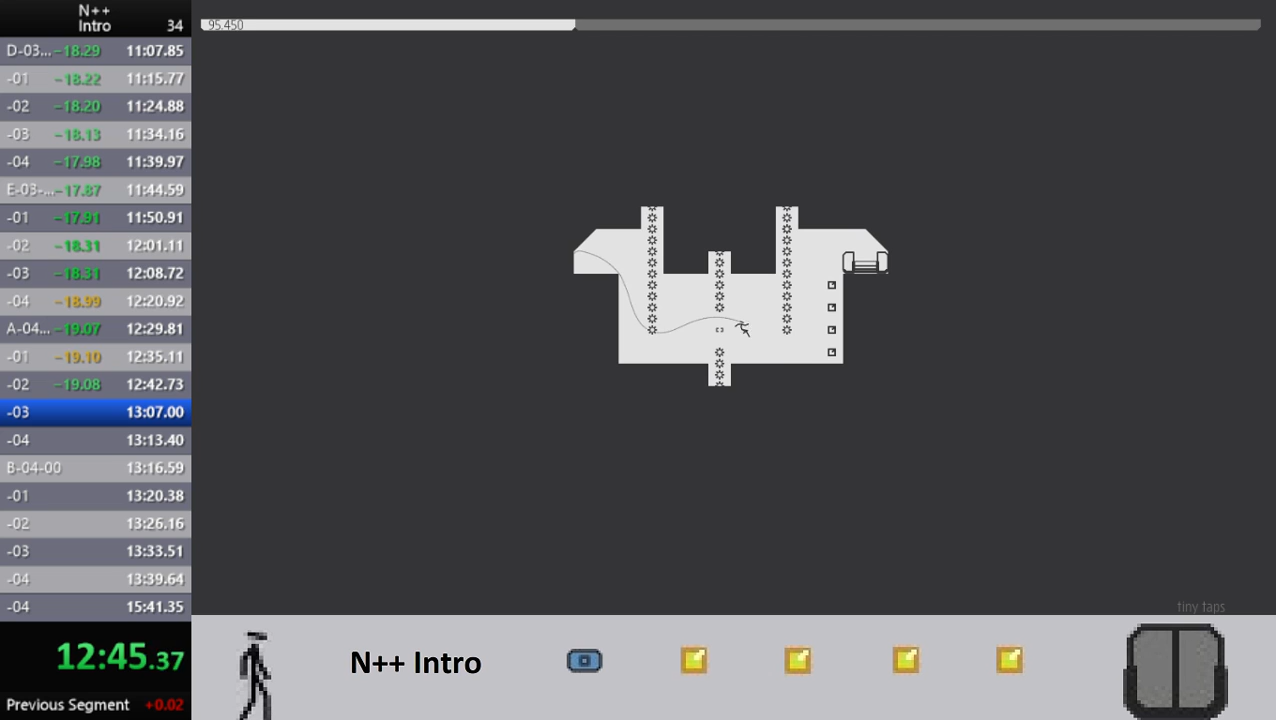 N++
Intro 34
D-03... -18.29 11:07.85
-01 -18.22 11:15.77
-02 -18.20 11:24.88
-03 -18.13 11:34.16
-04 -17.98 11:39.97
E-03-... -17.87 11:44.59
-01 -17.91 11:50.91
-02 -18.31 12:01.11
-03 -18.31 12:08.72
-04 -18.99 12:20.92
A-04... -19.07 12:29.81
-01 -19.10 12:35.11
-02 -19.08 12:42.73
-03 13:07.00
-04 13:13.40
B-04-00 13:16.59
-01 13:20.38
-02 13:26.16
-03 13:33.51
-04 13:39.64
-04 15:41.35
12:45.37
Previous Segment +0.02
95.450
tiny taps
N++ Intro